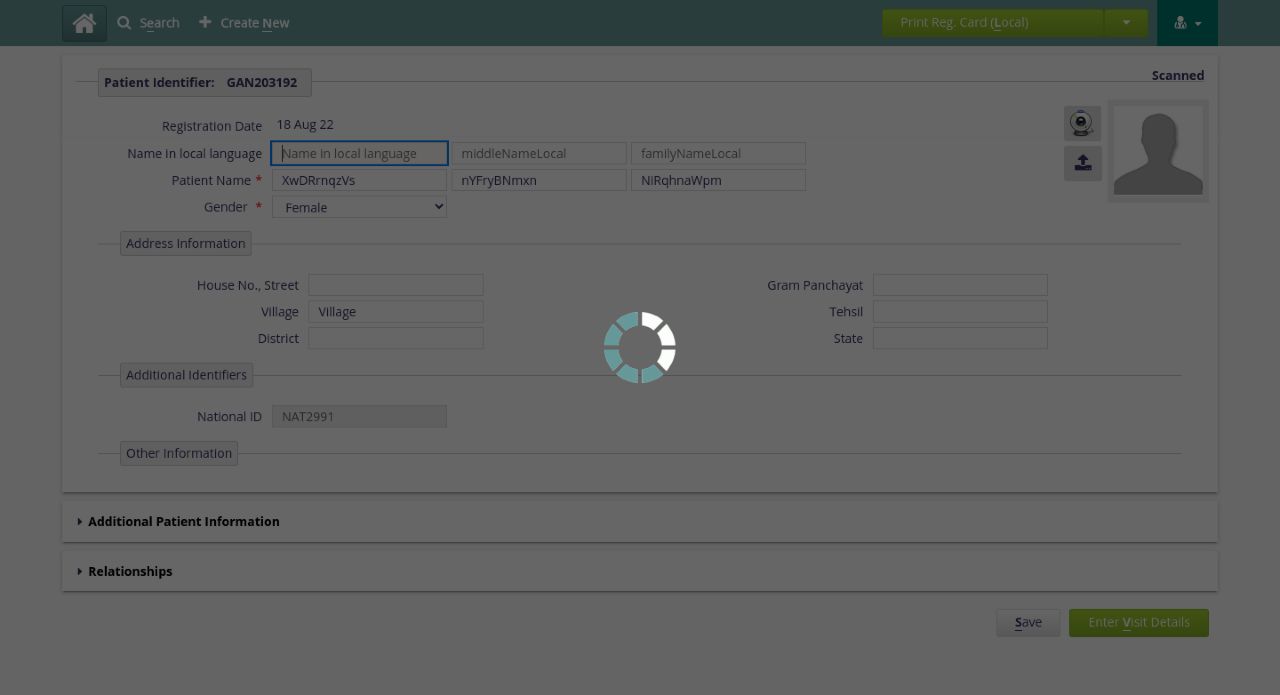 Search Create New Print Reg. Card (Local)
Patient Identifier: GAN203192 Scanned
Registration Date 18 Aug 22
Name in local language Name in local language middleNameLocal familyNameLocal
Patient Name * XwDRrnqzVs nYFryBNmxn NiRqhnaWpm
Gender * Female
Address Information
House No., Street Gram Panchayat
Village Village Tehsil
District State
Additional Identifiers
National ID NAT2991
Other Information
Additional Patient Information
Relationships
Save Enter Visit Details